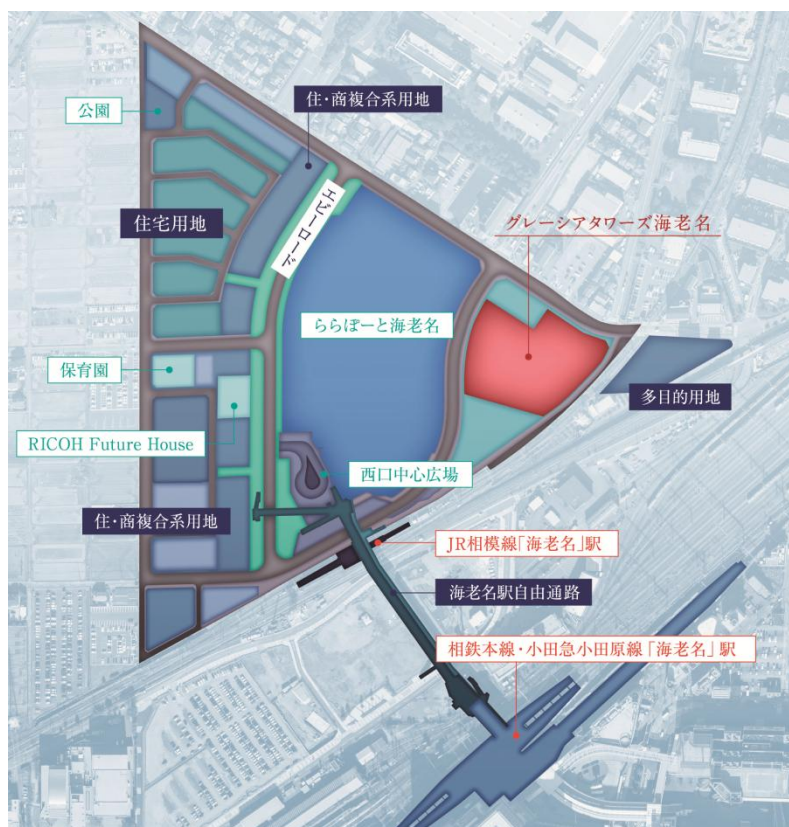 公園
住・商複合系用地
エビーロード
住宅用地
グレーシアタワーズ海老名
ららぽーと海老名
保育園
多目的用地
RICOH Future House
西口中心広場
住・商複合系用地
JR相模線「海老名」駅
海老名駅自由通路
相鉄本線・小田急小田原線「海老名」駅